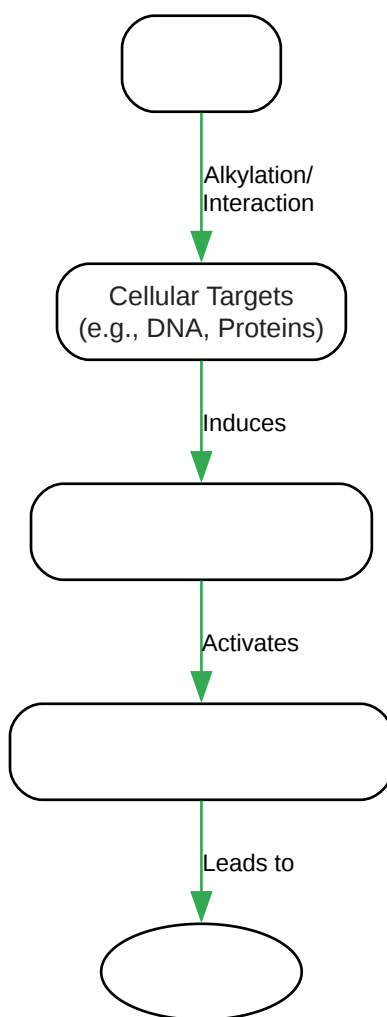 Alkylation/
Interaction
Cellular Targets
(e.g., DNA, Proteins)
Induces
Activates
Leads to